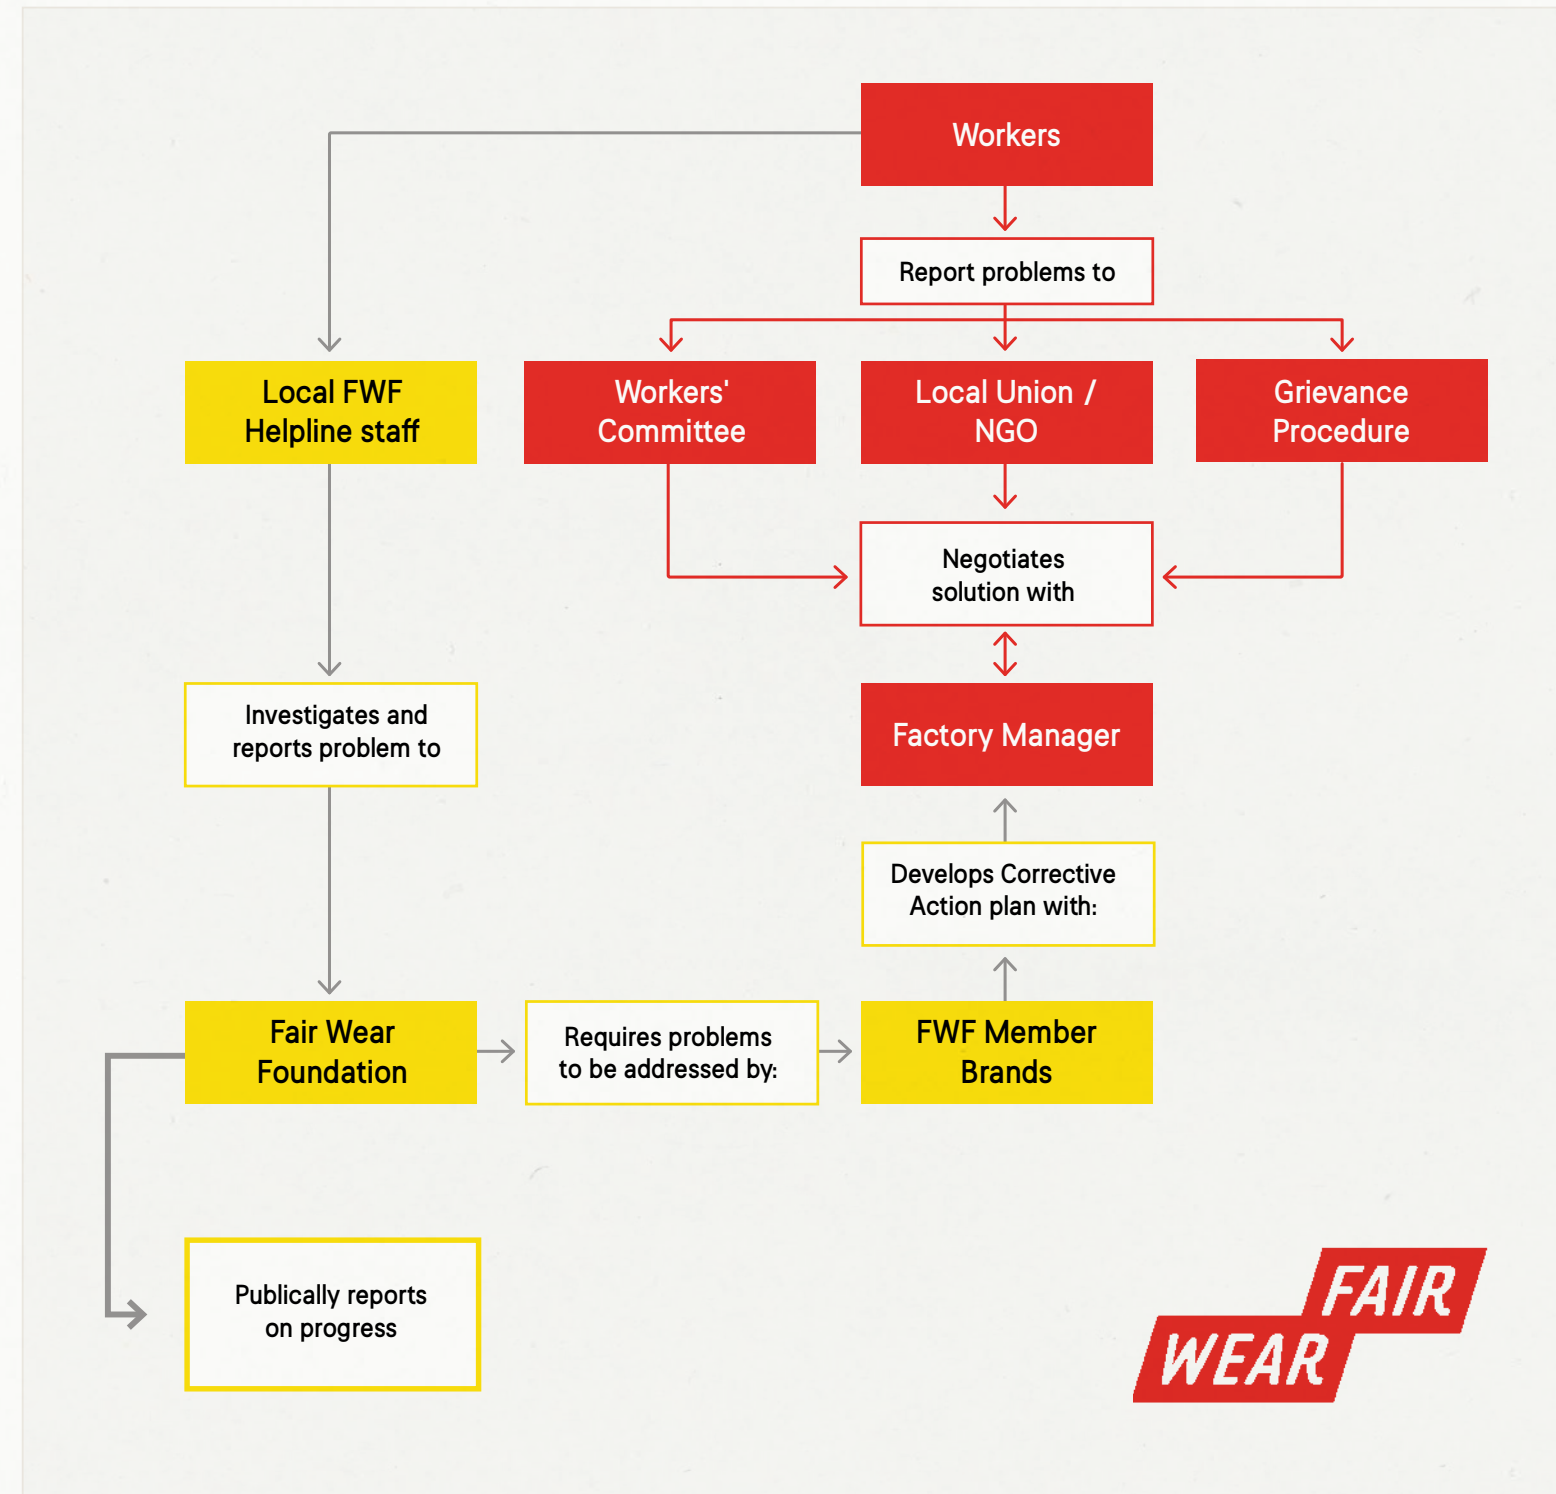 Workers
Report problems to
Local FWF
Helpline staff
Workers'
Committee
Local Union /
NGO
Grievance
Procedure
Negotiates
solution with
Investigates and
reports problem to
Factory Manager
Develops Corrective
Action plan with:
Fair Wear
Foundation
Requires problems
to be addressed by:
FWF Member
Brands
Publically reports
on progress
FAIR
WEAR